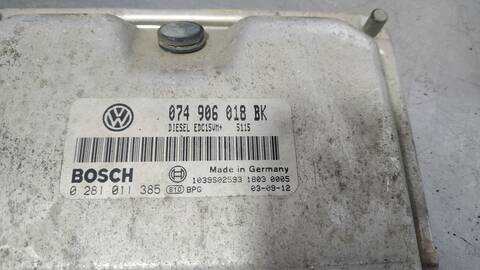 074 906 018 BK
DIESEL EDC15VM+ 5115
BOSCH
Made in Germany
1039S02593 1803 0005
0 281 011 385 BPG
03-09-12